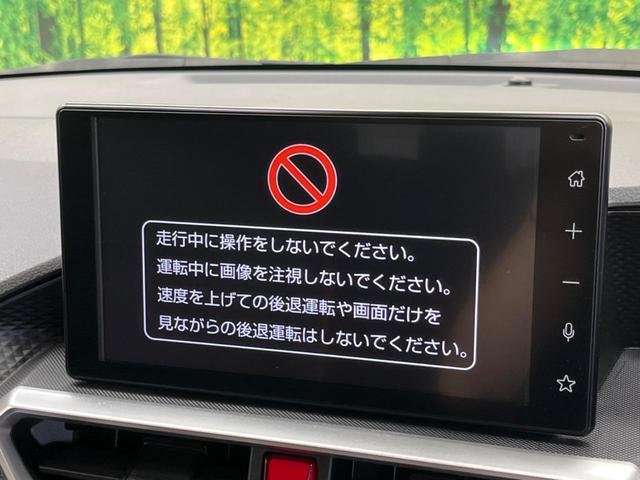 走行中に操作をしないでください。
運転中に画像を注視しないでください。
速度を上げての後退運転や画面だけを
見ながらの後退運転はしないでください。